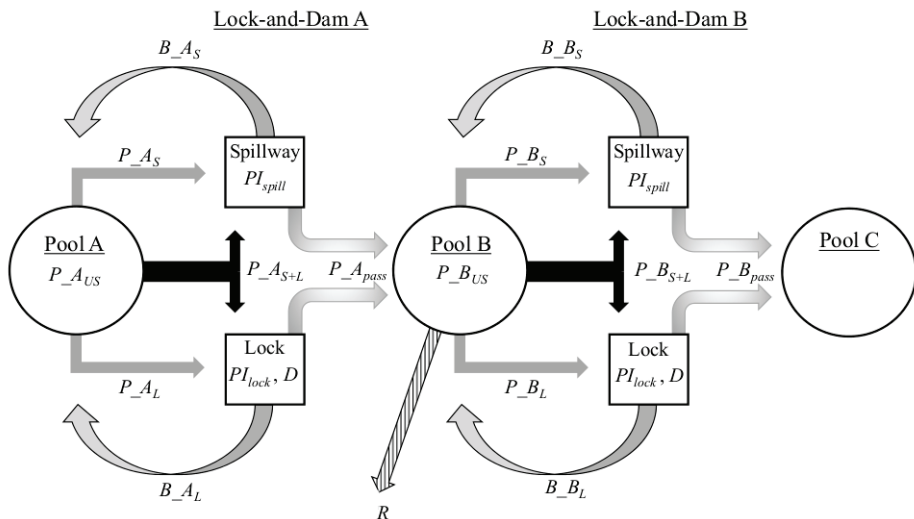 Lock-and-Dam A
Lock-and-Dam B
B_A_S
B_B_S
P_A_S
Spillway
PI_spill
P_B_S
Spillway
PI_spill
Pool A
P_A_US
P_A_S+L
P_A_pass
Pool B
P_B_US
P_B_S+L
P_B_pass
Pool C
P_A_L
Lock
PI_lock, D
P_B_L
Lock
PI_lock, D
B_A_L
R
B_B_L